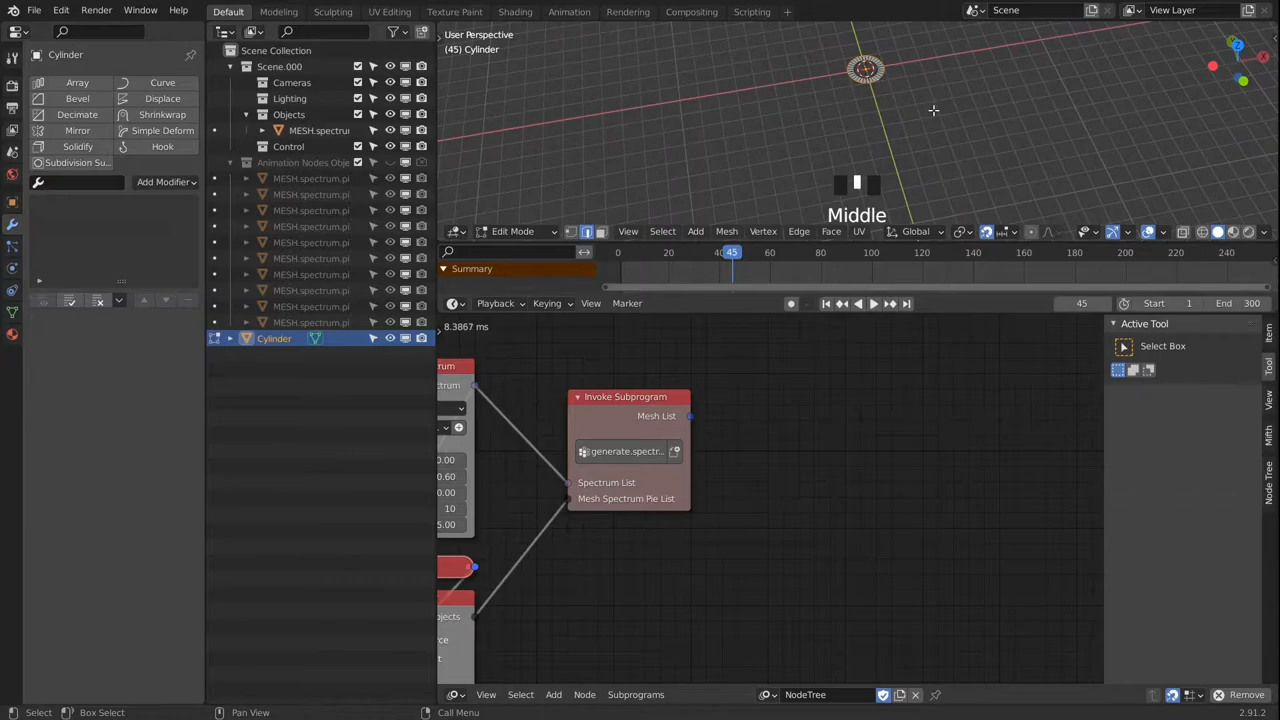 File Edit Render Window Help
Default Modeling Sculpting UV Editing Texture Paint Shading Animation Rendering Compositing Scripting
Scene
View Layer
Cylinder
Array Curve
Bevel Displace
Decimate Shrinkwrap
Mirror Simple Deform
Solidify Hook
Subdivision Su...
Add Modifier
Scene Collection
Scene.000
Cameras
Lighting
Objects
MESH.spectru
Control
Animation Nodes Obje
MESH.spectrum.pi
MESH.spectrum.pi
MESH.spectrum.pi
MESH.spectrum.pi
MESH.spectrum.pi
MESH.spectrum.pi
MESH.spectrum.pi
MESH.spectrum.pi
MESH.spectrum.pi
MESH.spectrum.pi
Cylinder
User Perspective
(45) Cylinder
X
Z
Middle
Edit Mode View Select Add Mesh Vertex Edge Face UV Global
0 20 45 60 80 100 120 140 160 180 200 220 240
Summary
Playback Keying View Marker 45 Start 1 End 300
8.3867 ms
rum
ctrum
0.00
0.60
0.00
10
5.00
bjects
rce
t
Invoke Subprogram
Mesh List
generate.spectr...
Spectrum List
Mesh Spectrum Pie List
Active Tool
Select Box
Item
Tool
View
Mifth
Node Tree
View Select Add Node Subprograms NodeTree Remove
Select Box Select Pan View Call Menu 2.91.2